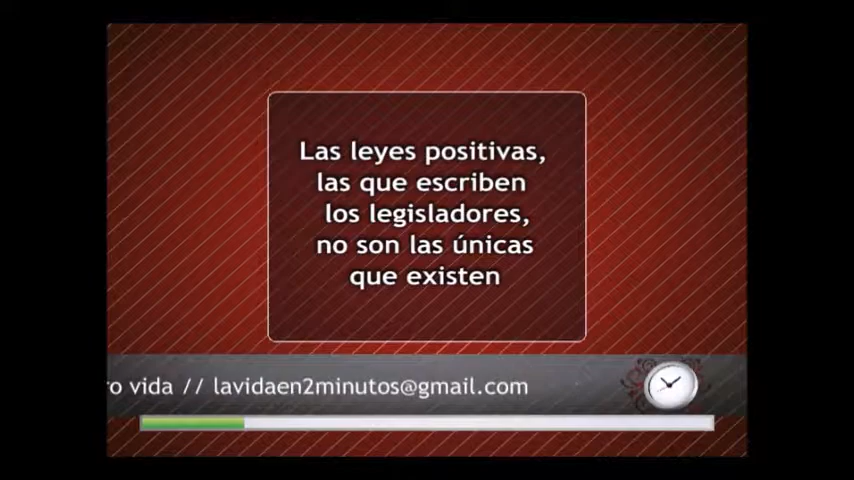 Las leyes positivas,
las que escriben
los legisladores,
no son las únicas
que existen
vida // lavidaen2minutos@gmail.com